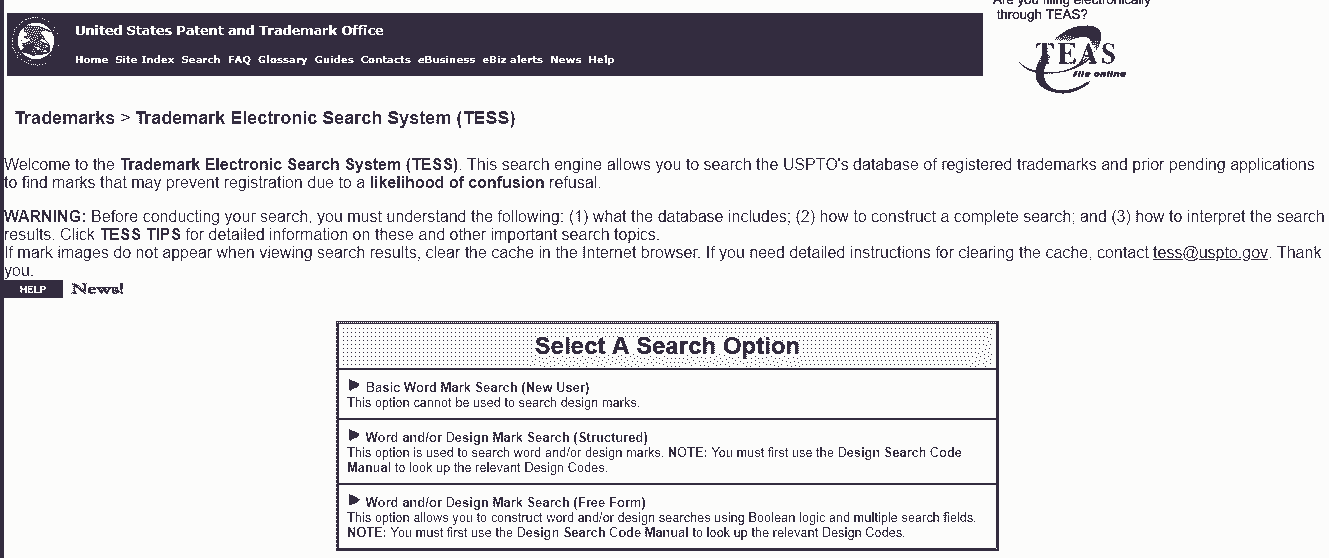 Are you filing electronically
through TEAS?
United States Patent and Trademark Office
Home Site Index Search FAQ Glossary Guides Contacts eBusiness eBiz alerts News Help
TEAS
file online
Trademarks > Trademark Electronic Search System (TESS)
Welcome to the Trademark Electronic Search System (TESS). This search engine allows you to search the USPTO's database of registered trademarks and prior pending applications
to find marks that may prevent registration due to a likelihood of confusion refusal.
WARNING: Before conducting your search, you must understand the following: (1) what the database includes; (2) how to construct a complete search; and (3) how to interpret the search
results. Click TESS TIPS for detailed information on these and other important search topics.
If mark images do not appear when viewing search results, clear the cache in the Internet browser. If you need detailed instructions for clearing the cache, contact tess@uspto.gov. Thank
you.
HELP News!
Select A Search Option
Basic Word Mark Search (New User)
This option cannot be used to search design marks.
Word and/or Design Mark Search (Structured)
This option is used to search word and/or design marks. NOTE: You must first use the Design Search Code
Manual to look up the relevant Design Codes.
Word and/or Design Mark Search (Free Form)
This option allows you to construct word and/or design searches using Boolean logic and multiple search fields.
NOTE: You must first use the Design Search Code Manual to look up the relevant Design Codes.